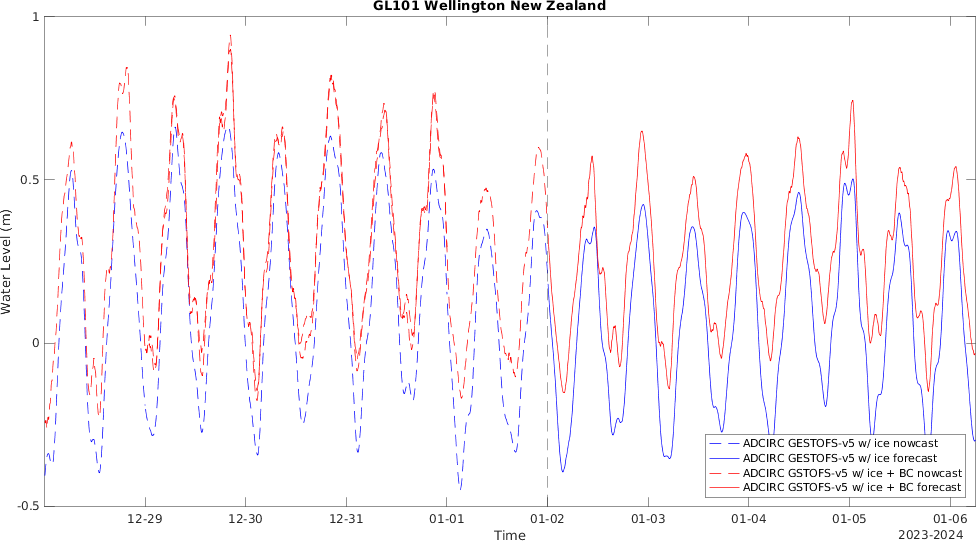 GL101 Wellington New Zealand
1
0.5
0
-0.5
Water Level (m)
ADCIRC GESTOFS-v5 w/ ice nowcast
ADCIRC GESTOFS-v5 w/ ice forecast
ADCIRC GSTOFS-v5 w/ ice + BC nowcast
ADCIRC GSTOFS-v5 w/ ice + BC forecast
12-29 12-30 12-31 01-01 01-02 01-03 01-04 01-05 01-06
Time
2023-2024